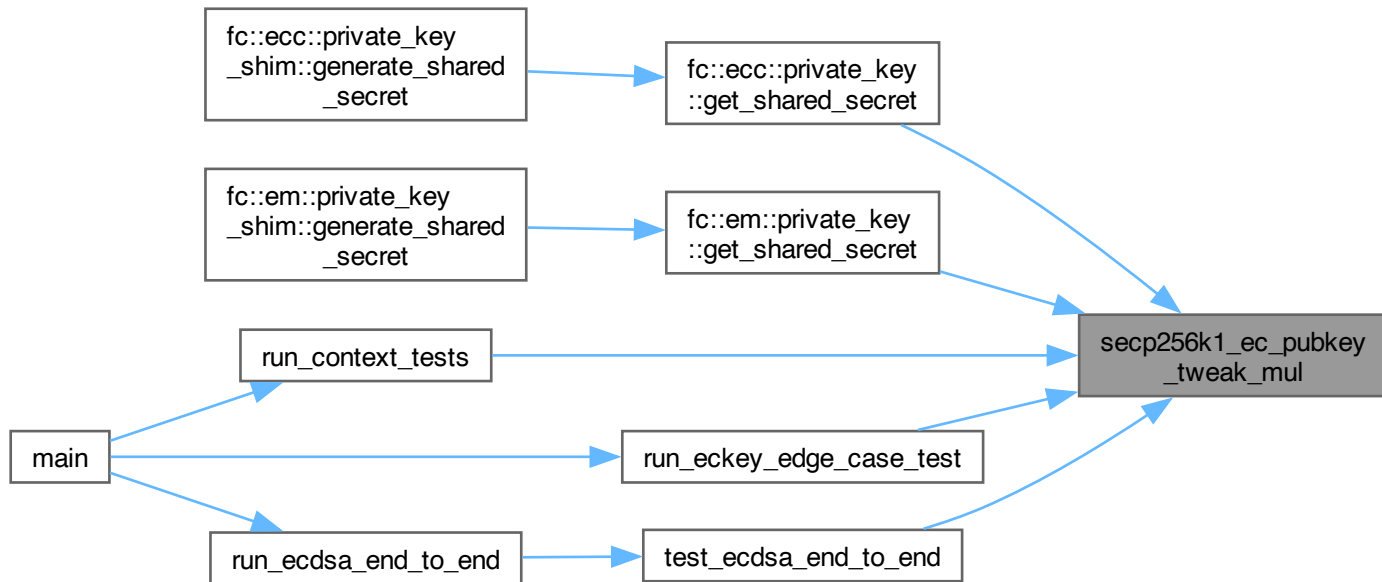 fc::ecc::private_key
_shim::generate_shared
_secret
fc::ecc::private_key
::get_shared_secret
fc::em::private_key
_shim::generate_shared
_secret
fc::em::private_key
::get_shared_secret
secp256k1_ec_pubkey
_tweak_mul
run_context_tests
main
run_eckey_edge_case_test
run_ecdsa_end_to_end
test_ecdsa_end_to_end